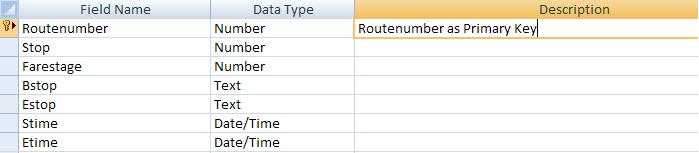 Field Name Data Type Description
Routenumber Number Routenumber as Primary Key
Stop Number
Farestage Number
Bstop Text
Estop Text
Stime Date/Time
Etime Date/Time